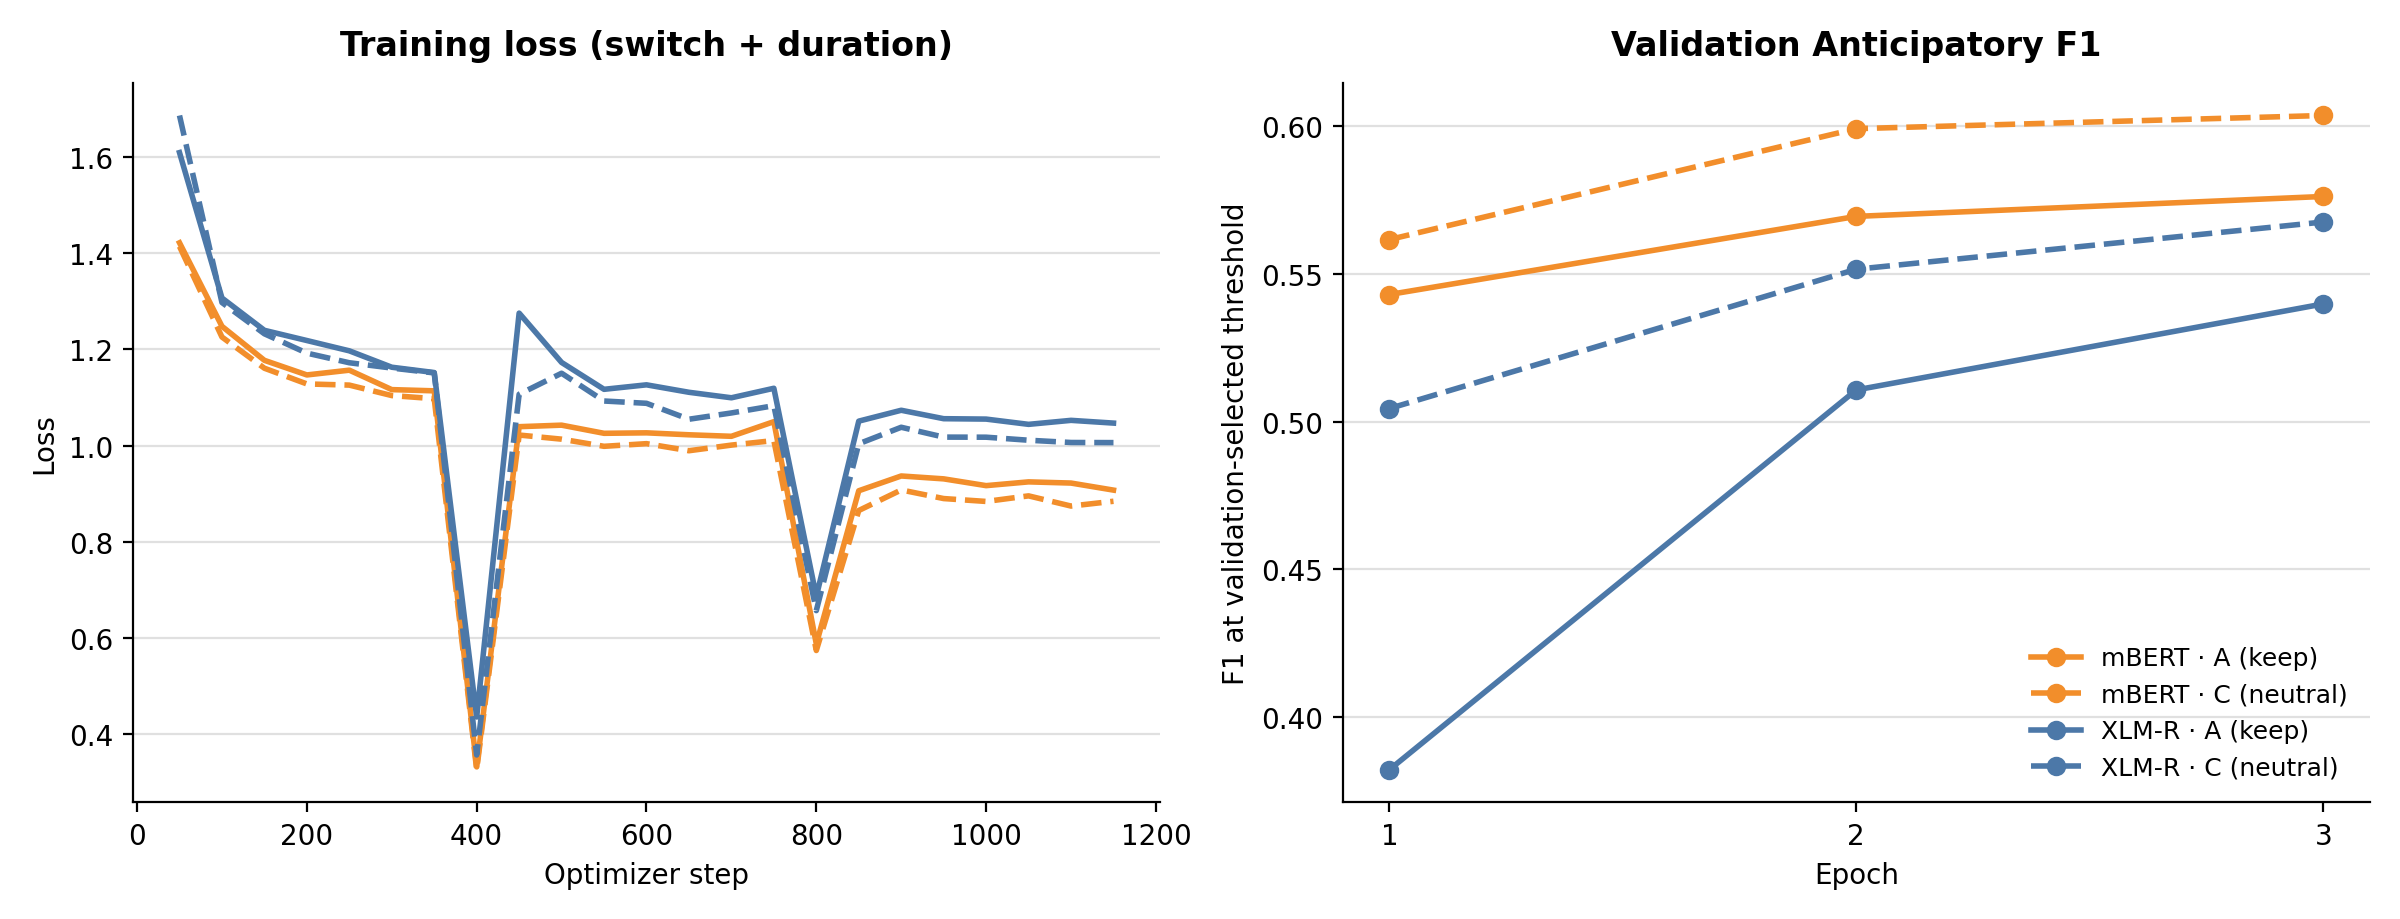 Training loss (switch + duration)
Loss
1.6
1.4
1.2
1.0
0.8
0.6
0.4
0
200
400
600
800
1000
1200
Optimizer step
Validation Anticipatory F1
F1 at validation-selected threshold
0.60
0.55
0.50
0.45
0.40
mBERT · A (keep)
mBERT · C (neutral)
XLM-R · A (keep)
XLM-R · C (neutral)
1
2
3
Epoch